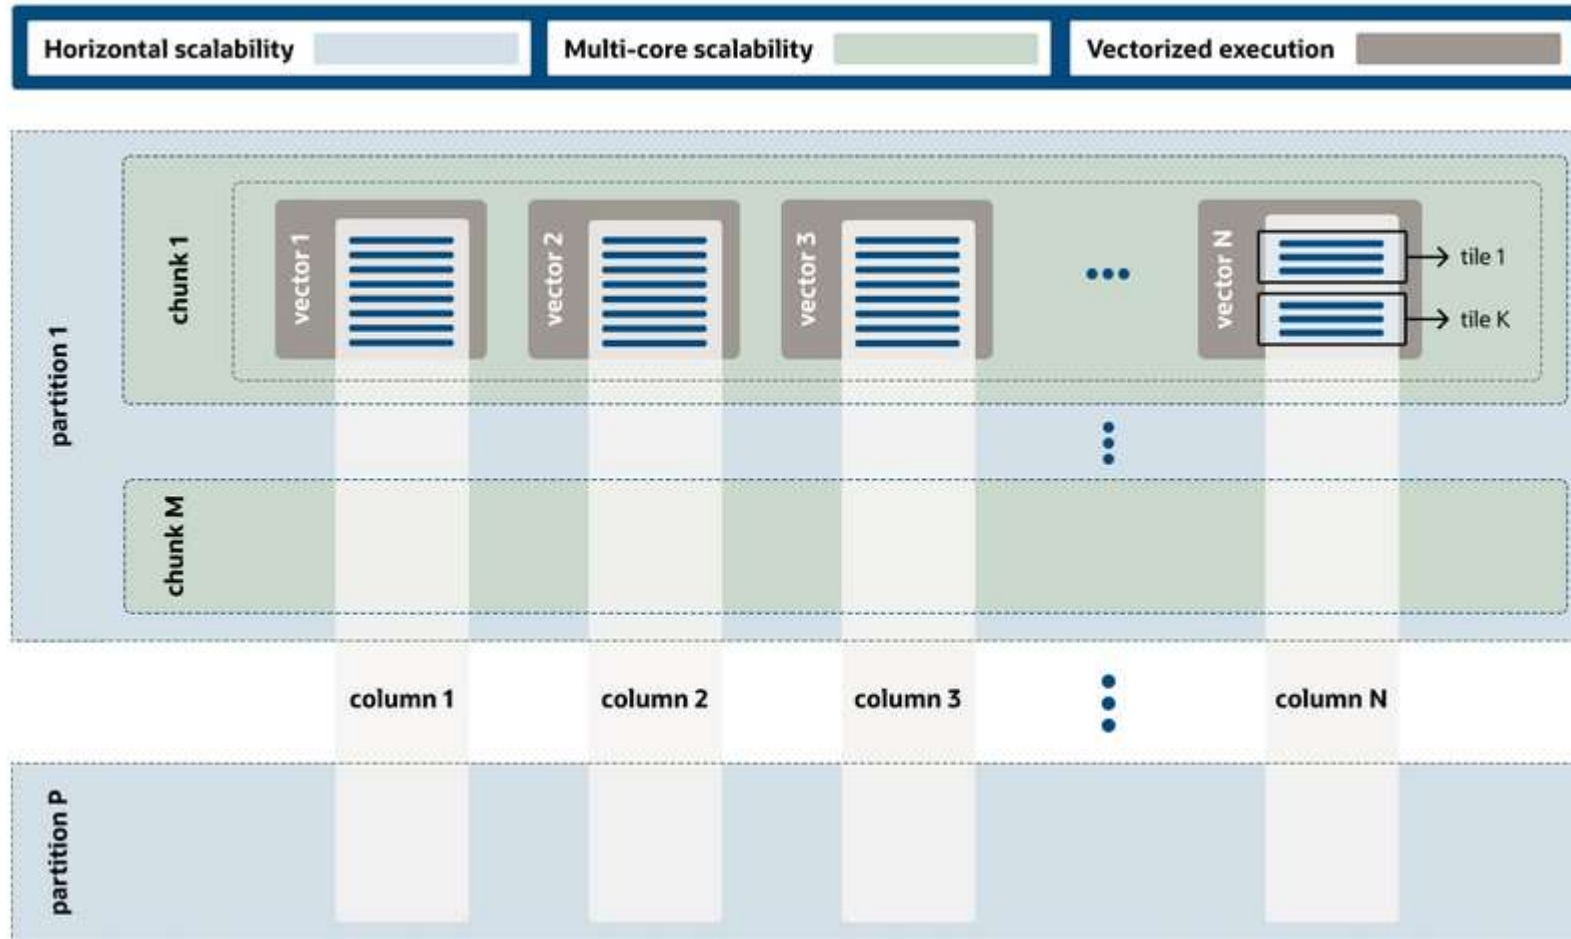 Horizontal scalability
Multi-core scalability
Vectorized execution
partition 1
chunk 1
vector 1
vector 2
vector 3
vector N
tile 1
tile K
chunk M
column 1
column 2
column 3
column N
partition P